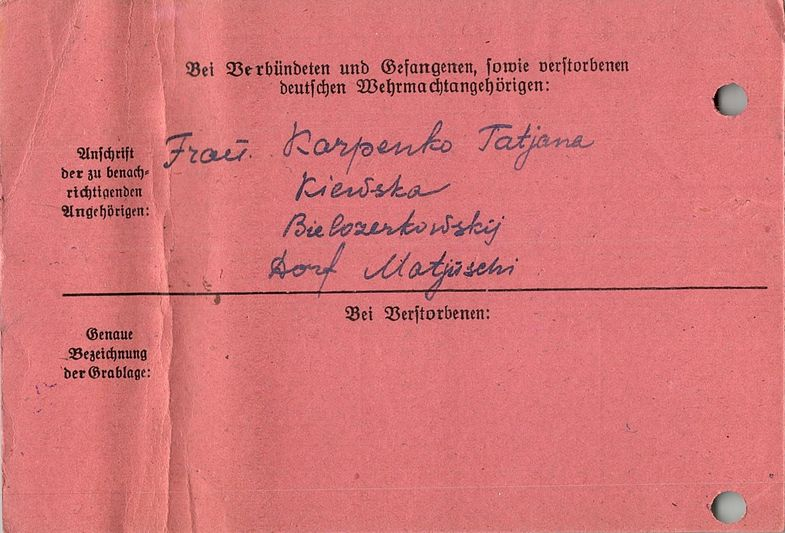 Bei Verbündeten und Gefangenen, sowie verstorbenen
deutschen Wehrmachtangehörigen:
Anschrift
der zu benach-
richtigenden
Angehörigen:
Frau Karpenko Tatjana
Kiewska
Bielozerkowskij
Dorf Matjuschi
Bei Verstorbenen:
Genaue
Bezeichnung
der Grablage: